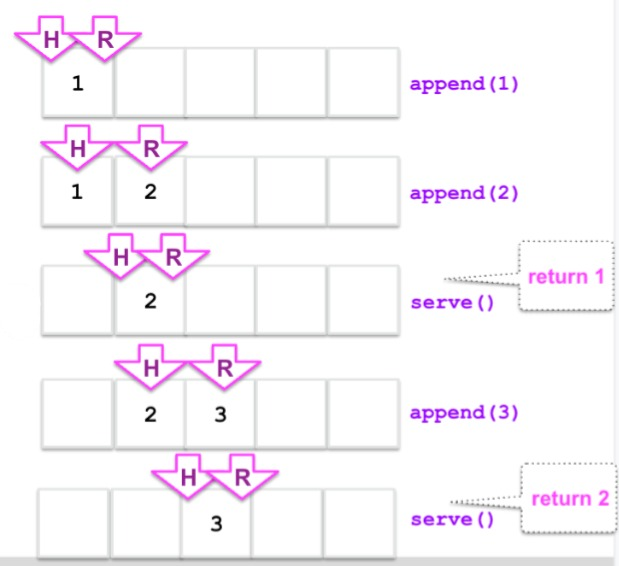 H R
1 append(1)
H R
1 2 append(2)
H R
2 serve() return 1
H R
2 3 append(3)
H R
3 serve() return 2